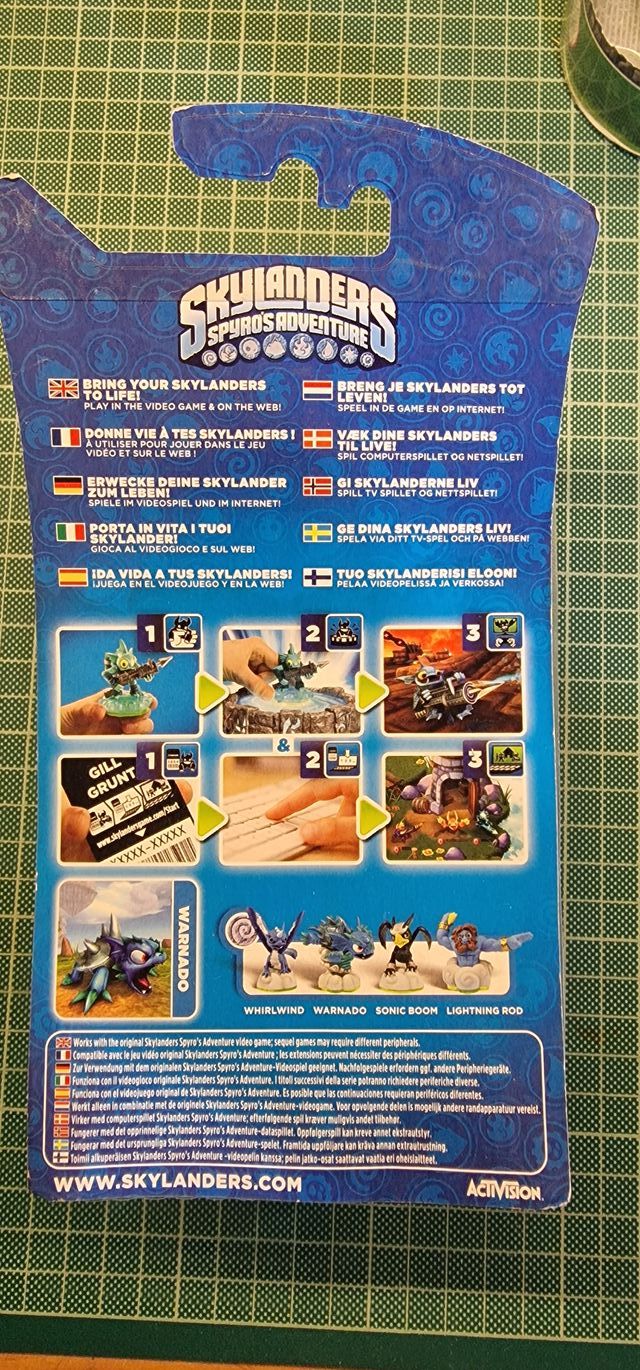 SKYLANDERS
SPYRO'S ADVENTURE
BRING YOUR SKYLANDERS
TO LIFE!
PLAY IN THE VIDEO GAME & ON THE WEB!
DONNE VIE À TES SKYLANDERS !
À UTILISER POUR JOUER DANS LE JEU
VIDÉO ET SUR LE WEB !
ERWECKE DEINE SKYLANDER
ZUM LEBEN!
SPIELE IM VIDEOSPIEL UND IM INTERNET!
PORTA IN VITA I TUOI
SKYLANDER!
GIOCA AL VIDEOGIOCO E SUL WEB!
¡DA VIDA A TUS SKYLANDERS!
¡JUEGA EN EL VIDEOJUEGO Y EN LA WEB!
BRENG JE SKYLANDERS TOT
LEVEN!
SPEEL IN DE GAME EN OP INTERNET!
VÆK DINE SKYLANDERS
TIL LIVE!
SPIL COMPUTERSPILLET OG NETSPILLET!
GI SKYLANDERNE LIV
SPILL TV SPILLET OG NETTSPILLET!
GE DINA SKYLANDERS LIV!
SPELA VIA DITT TV-SPEL OCH PÅ WEBBEN!
TUO SKYLANDERISI ELOON!
PELAA VIDEOPELISSÄ JA VERKOSSA!
1
2
3
&
1
2
3
GILL
GRUNT
www.skylandersgame.com/Start
XXXXX-XXXXX
WARNADO
WHIRLWIND WARNADO SONIC BOOM LIGHTNING ROD
Works with the original Skylanders Spyro's Adventure video game; sequel games may require different peripherals.
Compatible avec le jeu vidéo original Skylanders Spyro's Adventure ; les extensions peuvent nécessiter des périphériques différents.
Zur Verwendung mit dem originalen Skylanders Spyro's Adventure-Videospiel geeignet. Nachfolgespiele erfordern ggf. andere Peripheriegeräte.
Funziona con il videogioco originale Skylanders Spyro's Adventure. I titoli successivi della serie potranno richiedere periferiche diverse.
Funciona con el videojuego original de Skylanders Spyro's Adventure. Es posible que las continuaciones requieran periféricos diferentes.
Werkt alleen in combinatie met de originele Skylanders Spyro's Adventure-videogame. Voor opvolgende delen is mogelijk andere randapparatuur vereist.
Virker med computerspillet Skylanders Spyro's Adventure; efterfølgende spil kræver muligvis andet tilbehør.
Fungerer med det opprinnelige Skylanders Spyro's Adventure-dataspillet. Oppfølgerspill kan kreve annet ekstrautstyr.
Fungerar med det ursprungliga Skylanders Spyro's Adventure-spelet. Framtida uppföljare kan kräva annan extrautrustning.
Toimii alkuperäisen Skylanders Spyro's Adventure -videopelin kanssa; pelin jatko-osat saattavat vaatia eri oheislaitteet.
WWW.SKYLANDERS.COM
ACTIVISION.